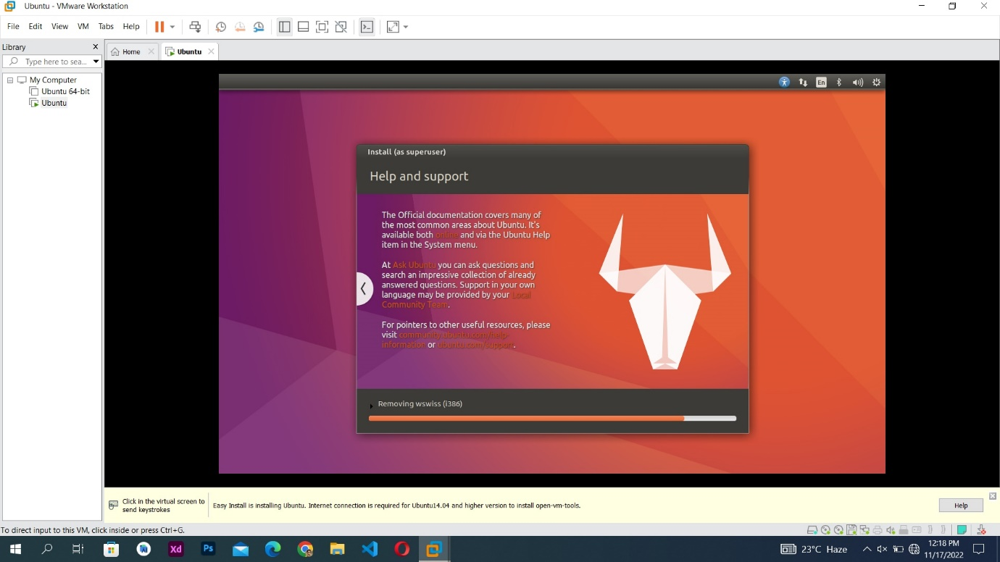 Ubuntu - VMware Workstation
File Edit View VM Tabs Help
Library
Type here to sea...
Home
Ubuntu
My Computer
Ubuntu 64-bit
Ubuntu
En
Install (as superuser)
Help and support
The Official documentation covers many of
the most common areas about Ubuntu. It's
available both online and via the Ubuntu Help
item in the System menu.
At Ask Ubuntu you can ask questions and
search an impressive collection of already
answered questions. Support in your own
language may be provided by your Local
Community Team.
For pointers to other useful resources, please
visit community.ubuntu.com/help-
information or ubuntu.com/support.
Removing wswiss (i386)
Click in the virtual screen to
send keystrokes
Easy Install is installing Ubuntu. Internet connection is required for Ubuntu14.04 and higher version to install open-vm-tools.
Help
To direct input to this VM, click inside or press Ctrl+G.
Xd
Ps
23°C Haze
12:18 PM
11/17/2022